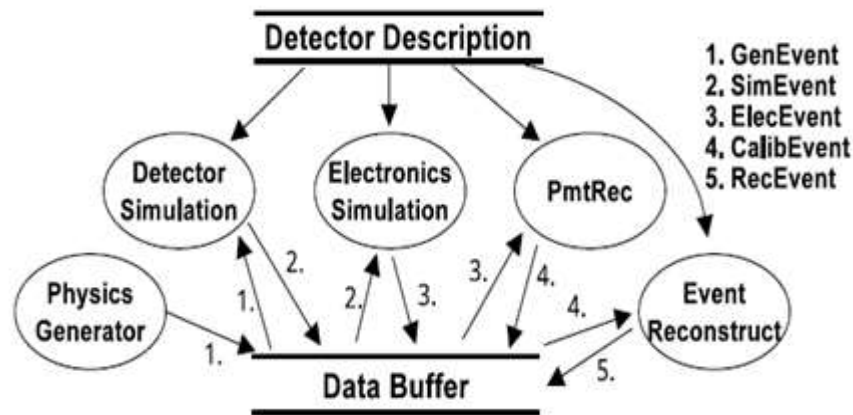 Detector Description
1. GenEvent
2. SimEvent
3. ElecEvent
4. CalibEvent
5. RecEvent
Detector
Simulation
Electronics
Simulation
PmtRec
Physics
Generator
Event
Reconstruct
1.
1.
2.
2.
3.
3.
4.
4.
5.
Data Buffer